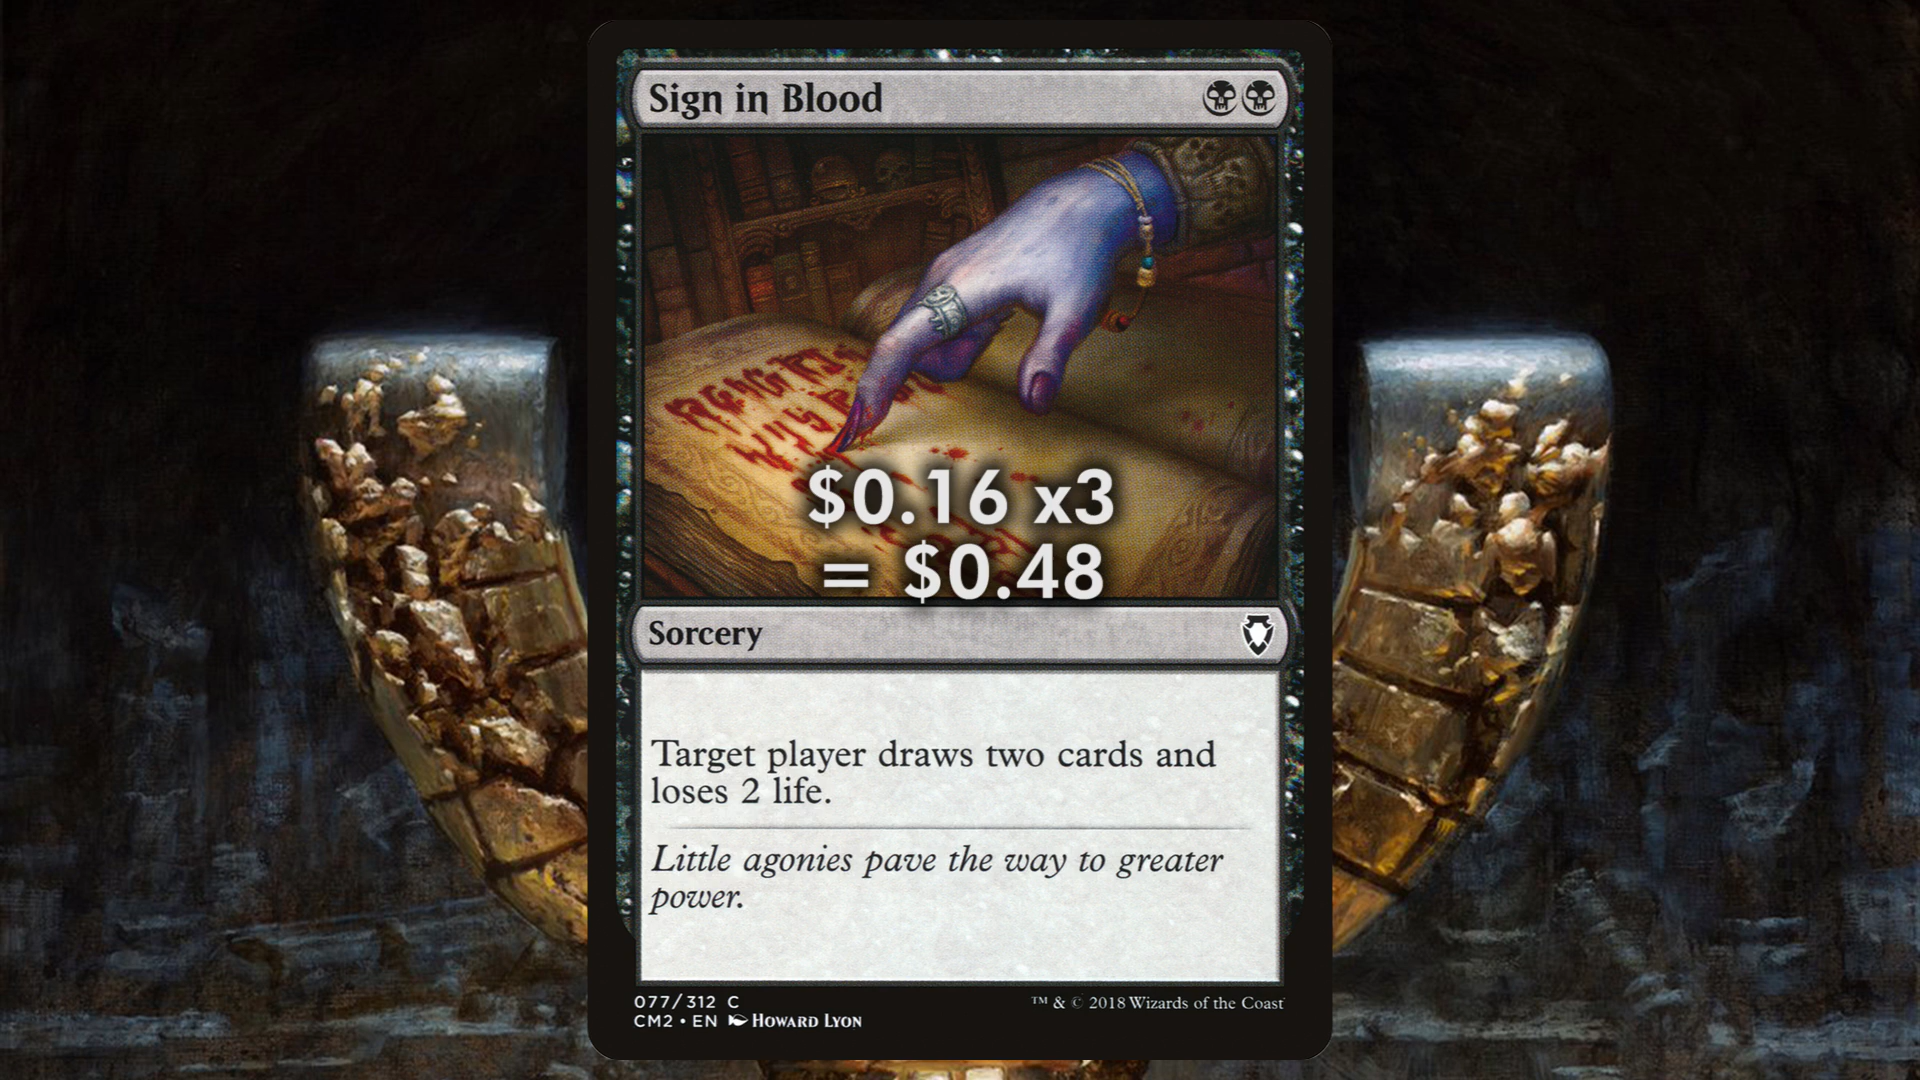 Sign in Blood
$0.16 x3
= $0.48
Sorcery
Target player draws two cards and
loses 2 life.
Little agonies pave the way to greater
power.
077/312 C
CM2 • EN Howard Lyon
™ & © 2018 Wizards of the Coast